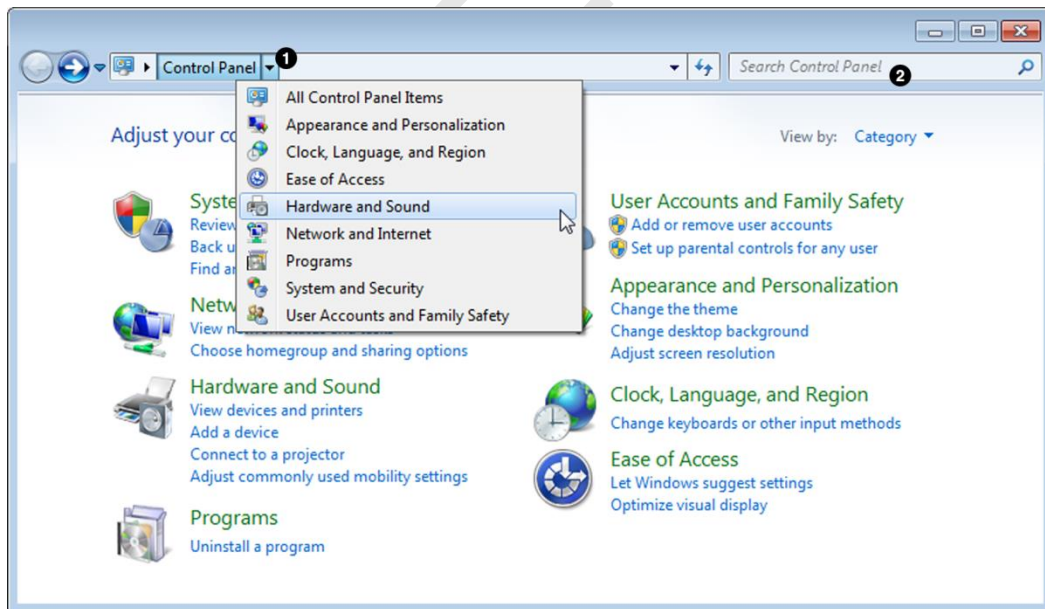 Control Panel
1
Search Control Panel
2
All Control Panel Items
Appearance and Personalization
Clock, Language, and Region
Ease of Access
Hardware and Sound
Network and Internet
Programs
System and Security
User Accounts and Family Safety
Adjust your co
View by: Category
Syste
Review
Back u
Find a
Netw
View n
Choose homegroup and sharing options
Hardware and Sound
View devices and printers
Add a device
Connect to a projector
Adjust commonly used mobility settings
Programs
Uninstall a program
User Accounts and Family Safety
Add or remove user accounts
Set up parental controls for any user
Appearance and Personalization
Change the theme
Change desktop background
Adjust screen resolution
Clock, Language, and Region
Change keyboards or other input methods
Ease of Access
Let Windows suggest settings
Optimize visual display